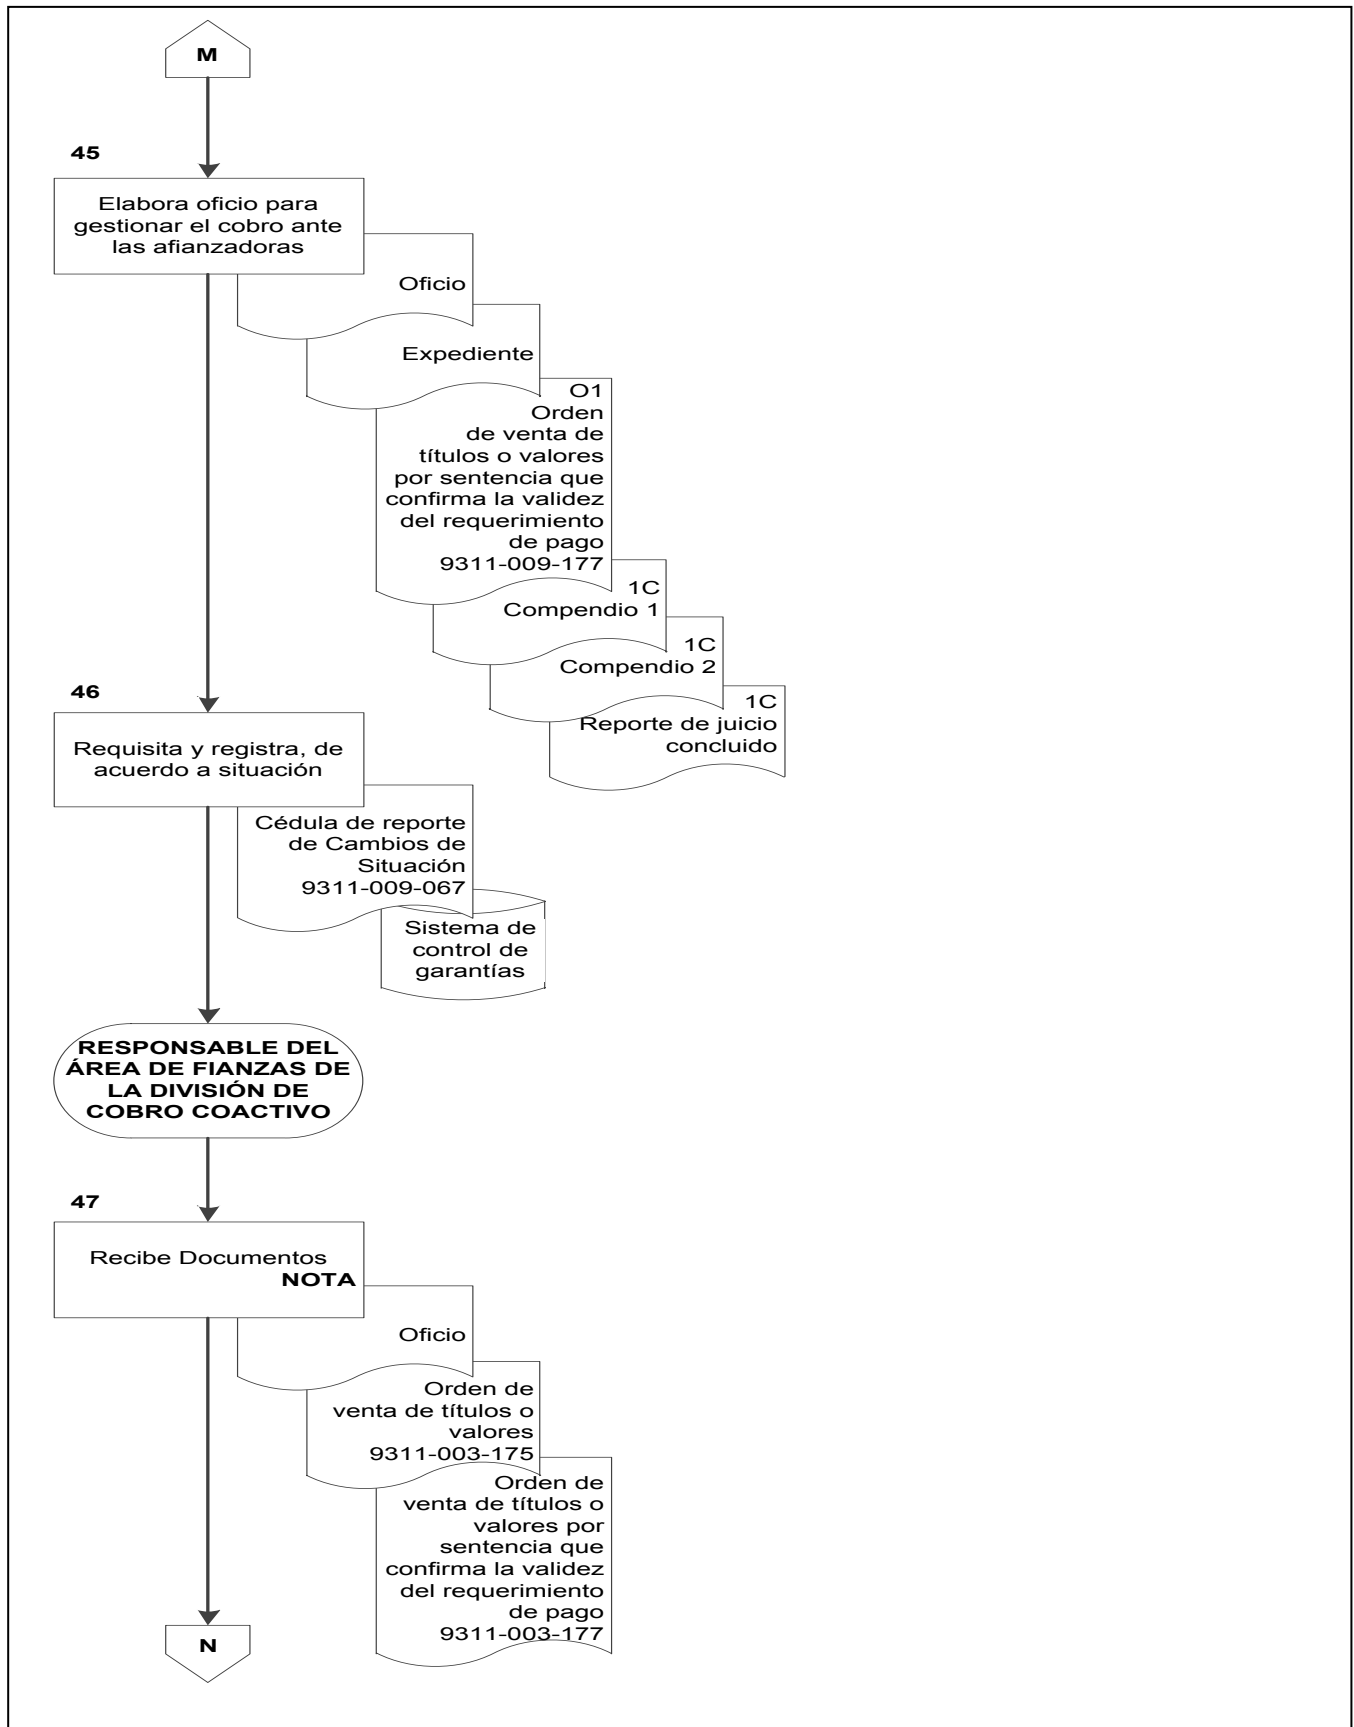 M
45
Elabora oficio para
gestionar el cobro ante
las afianzadoras
Oficio
Expediente
O1
Orden
de venta de
títulos o valores
por sentencia que
confirma la validez
del requerimiento
de pago
9311-009-177
1C
Compendio 1
1C
Compendio 2
1C
Reporte de juicio
concluido
46
Requisita y registra, de
acuerdo a situación
Cédula de reporte
de Cambios de
Situación
9311-009-067
Sistema de
control de
garantías
RESPONSABLE DEL
ÁREA DE FIANZAS DE
LA DIVISIÓN DE
COBRO COACTIVO
47
Recibe Documentos
NOTA
Oficio
Orden de
venta de títulos o
valores
9311-003-175
Orden de
venta de títulos o
valores por
sentencia que
confirma la validez
del requerimiento
de pago
9311-003-177
N